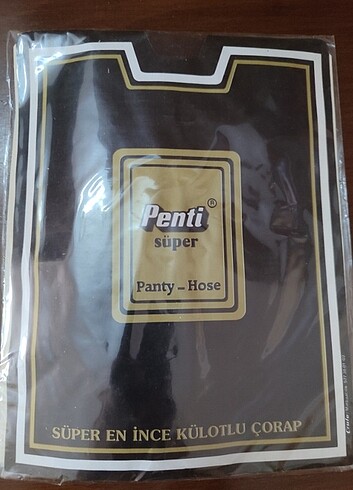 Penti®
süper
Panty - Hose
SÜPER EN İNCE KÜLOTLU ÇORAP